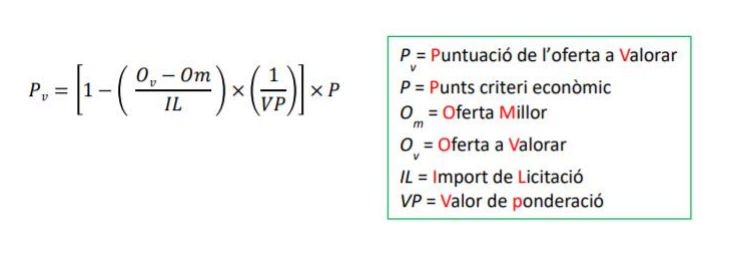 P_v = [1 − ( (O_v − Om) / IL ) × ( 1 / VP )] × P
P_v = Puntuació de l'oferta a Valorar
P = Punts criteri econòmic
O_m = Oferta Millor
O_v = Oferta a Valorar
IL = Import de Licitació
VP = Valor de ponderació